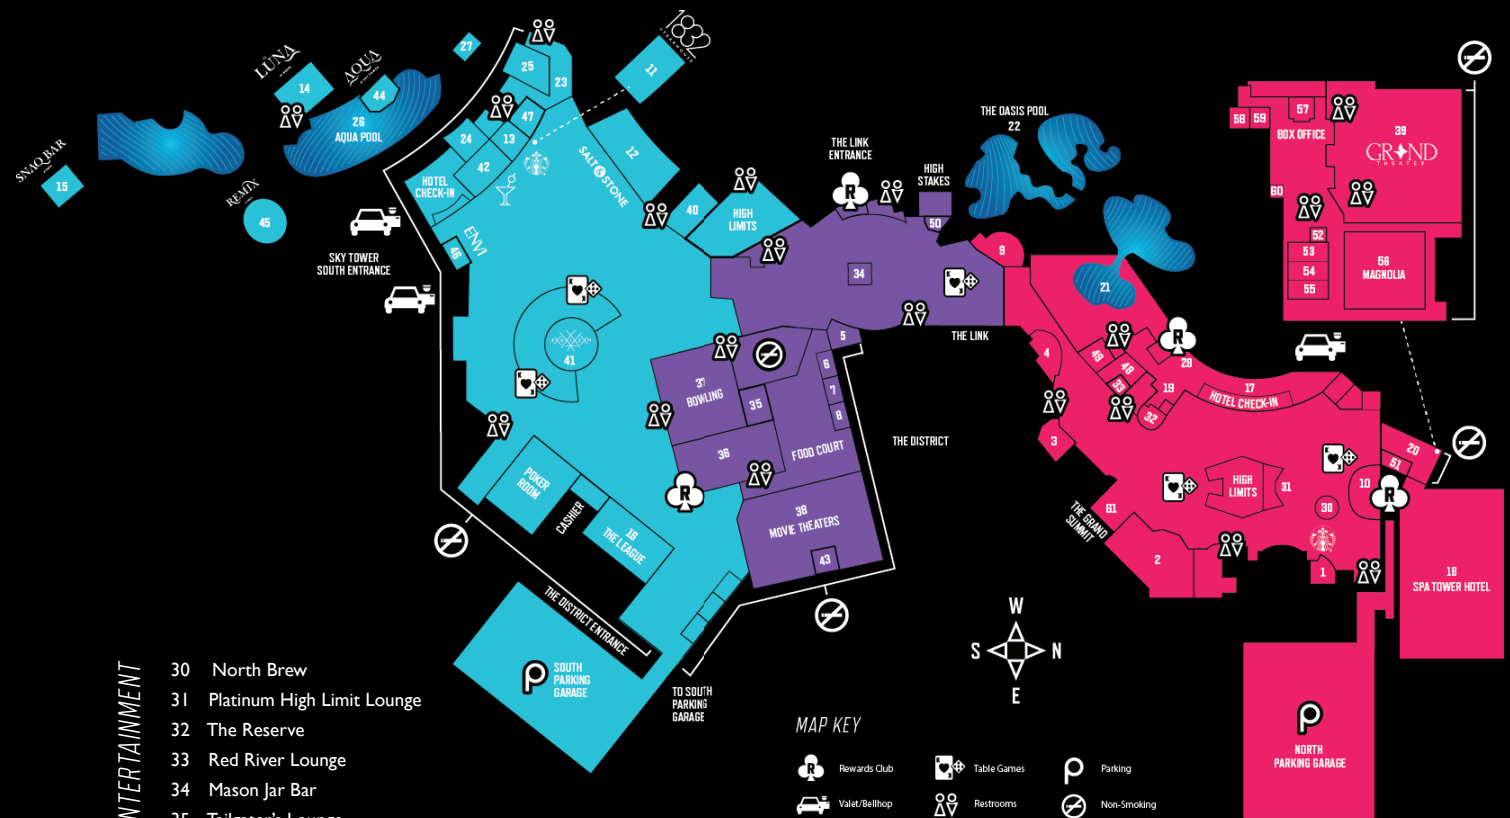 1832
STEAKHOUSE
27
LŪNA
AQUA
25
23
11
14
44
26
AQUA POOL
47
24
13
42
SNAQ BAR
15
REMIX
45
HOTEL
CHECK-IN
SALT & STONE
12
ENVI
46
SKY TOWER
SOUTH ENTRANCE
40
HIGH
LIMITS
THE LINK
ENTRANCE
R
HIGH
STAKES
50
THE OASIS POOL
22
34
9
THE LINK
41
5
6
7
8
37
BOWLING
35
36
FOOD COURT
THE DISTRICT
R
38
MOVIE THEATERS
43
POKER
ROOM
CASHIER
16
THE LEAGUE
THE DISTRICT ENTRANCE
SOUTH
PARKING
GARAGE
TO SOUTH
PARKING
GARAGE
58
59
57
BOX OFFICE
39
GRAND
THEATER
60
52
53
54
55
56
MAGNOLIA
21
4
49
48
33
32
R
28
19
17
HOTEL CHECK-IN
3
61
THE GRAND
SUMMIT
2
HIGH
LIMITS
31
30
10
R
20
51
1
18
SPA TOWER HOTEL
NORTH
PARKING GARAGE
W
S N
E
ENTERTAINMENT
30 North Brew
31 Platinum High Limit Lounge
32 The Reserve
33 Red River Lounge
34 Mason Jar Bar
35 Tailgater's Lounge
MAP KEY
R Rewards Club
Table Games
Parking
Valet/Bellhop
Restrooms
Non-Smoking